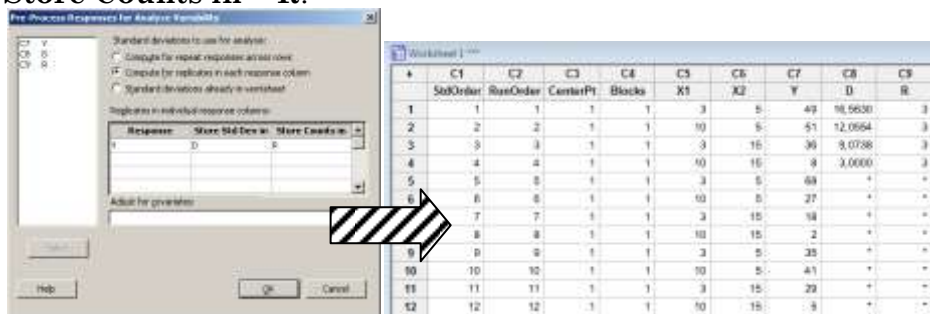 Store Counts in – R.
Pre-Process Responses for Analyze Variability
C7 Y
C8 D
C9 R
Standard deviations to use for analysis:
Compute for repeat responses across rows
Compute for replicates in each response column
Standard deviations already in worksheet
Replicates in individual response columns:
Response Store Std Dev in Store Counts in
Y D R
Adjust for covariates:
Select
Help OK Cancel
Worksheet 1 ***
C1 C2 C3 C4 C5 C6 C7 C8 C9
StdOrder RunOrder CenterPt Blocks X1 X2 Y D R
1 1 1 1 1 3 5 49 16,5630 3
2 2 2 1 1 10 5 51 12,0554 3
3 3 3 1 1 3 15 36 9,0738 3
4 4 4 1 1 10 15 8 3,0000 3
5 5 5 1 1 3 5 68 * *
6 6 6 1 1 10 5 27 * *
7 7 7 1 1 3 15 18 * *
8 8 8 1 1 10 15 2 * *
9 9 9 1 1 3 5 35 * *
10 10 10 1 1 10 5 41 * *
11 11 11 1 1 3 15 29 * *
12 12 12 1 1 10 15 5 * *